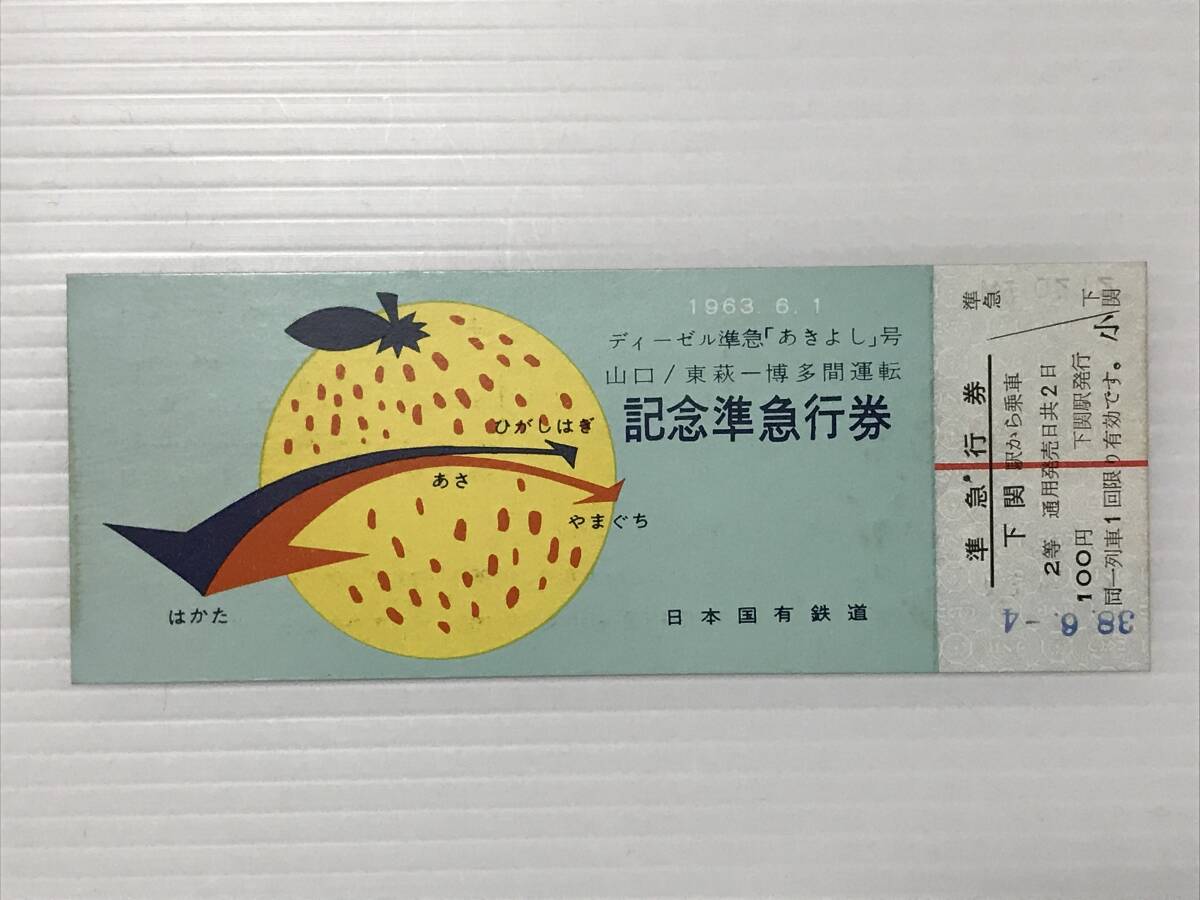 1963.6.1
ディーゼル準急「あきよし」号
山口/東萩ー博多間運転
記念準急行券
ひがしはぎ
あさ
やまぐち
はかた
日本国有鉄道
準急行券
下関駅から乗車
2等 通用発売日共2日
100円 下関駅発行
同一列車1回限り有効です。
準急
下関
小
38.6.-4